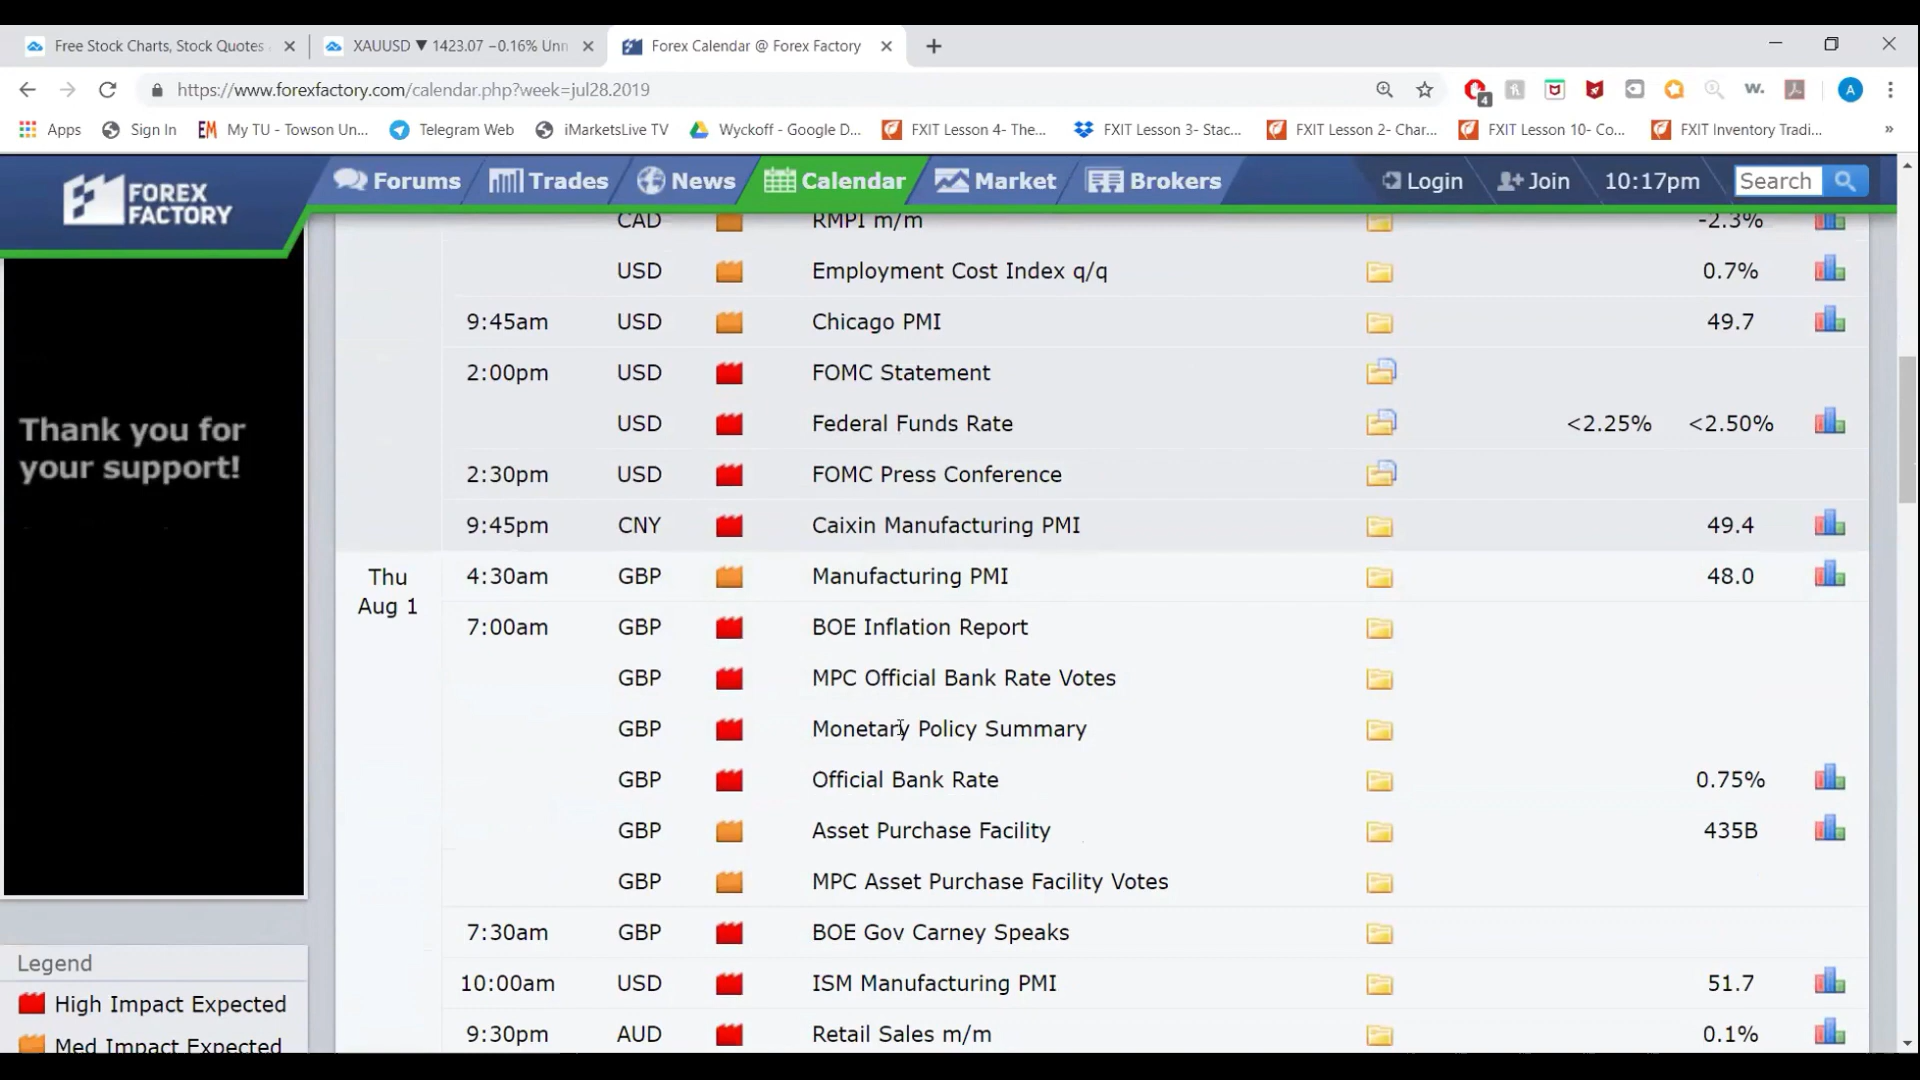 Free Stock Charts, Stock Quotes
XAUUSD ▼ 1423.07 −0.16% Unn
Forex Calendar @ Forex Factory
https://www.forexfactory.com/calendar.php?week=jul28.2019
4
W.
A
Apps
Sign In
EM My TU - Towson Un...
Telegram Web
iMarketsLive TV
Wyckoff - Google D...
FXIT Lesson 4- The...
FXIT Lesson 3- Stac...
FXIT Lesson 2- Char...
FXIT Lesson 10- Co...
FXIT Inventory Tradi...
»
FOREX
FACTORY
Forums
Trades
News
Calendar
Market
Brokers
Login
Join
10:17pm
Search
CAD RMPI m/m -2.3%
USD Employment Cost Index q/q 0.7%
9:45am USD Chicago PMI 49.7
2:00pm USD FOMC Statement
USD Federal Funds Rate <2.25% <2.50%
2:30pm USD FOMC Press Conference
9:45pm CNY Caixin Manufacturing PMI 49.4
Thu
Aug 1
4:30am GBP Manufacturing PMI 48.0
7:00am GBP BOE Inflation Report
GBP MPC Official Bank Rate Votes
GBP Monetary Policy Summary
GBP Official Bank Rate 0.75%
GBP Asset Purchase Facility 435B
GBP MPC Asset Purchase Facility Votes
7:30am GBP BOE Gov Carney Speaks
10:00am USD ISM Manufacturing PMI 51.7
9:30pm AUD Retail Sales m/m 0.1%
Thank you for
your support!
Legend
High Impact Expected
Med Impact Expected